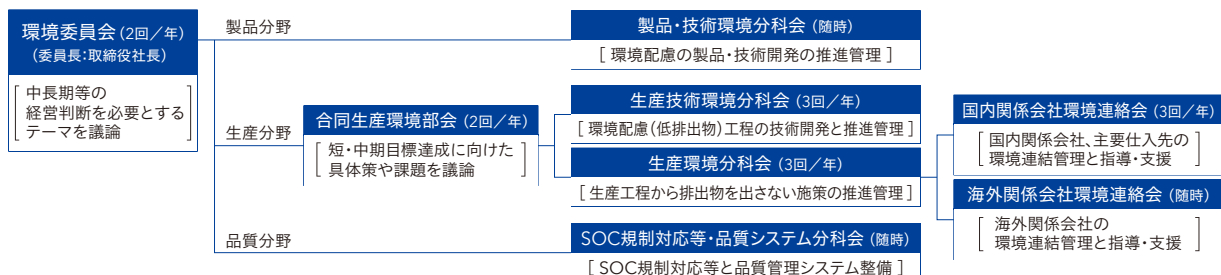 環境委員会(2回/年)
(委員長:取締役社長)
[中長期等の
経営判断を必要とする
テーマを議論]
製品分野
製品・技術環境分科会(随時)
[環境配慮の製品・技術開発の推進管理]
生産分野
合同生産環境部会(2回/年)
[短・中期目標達成に向けた
具体策や課題を議論]
生産技術環境分科会(3回/年)
[環境配慮(低排出物)工程の技術開発と推進管理]
生産環境分科会(3回/年)
[生産工程から排出物を出さない施策の推進管理]
国内関係会社環境連絡会(3回/年)
[国内関係会社、主要仕入先の
環境連結管理と指導・支援]
海外関係会社環境連絡会(随時)
[海外関係会社の
環境連結管理と指導・支援]
品質分野
SOC規制対応等・品質システム分科会(随時)
[SOC規制対応等と品質管理システム整備]